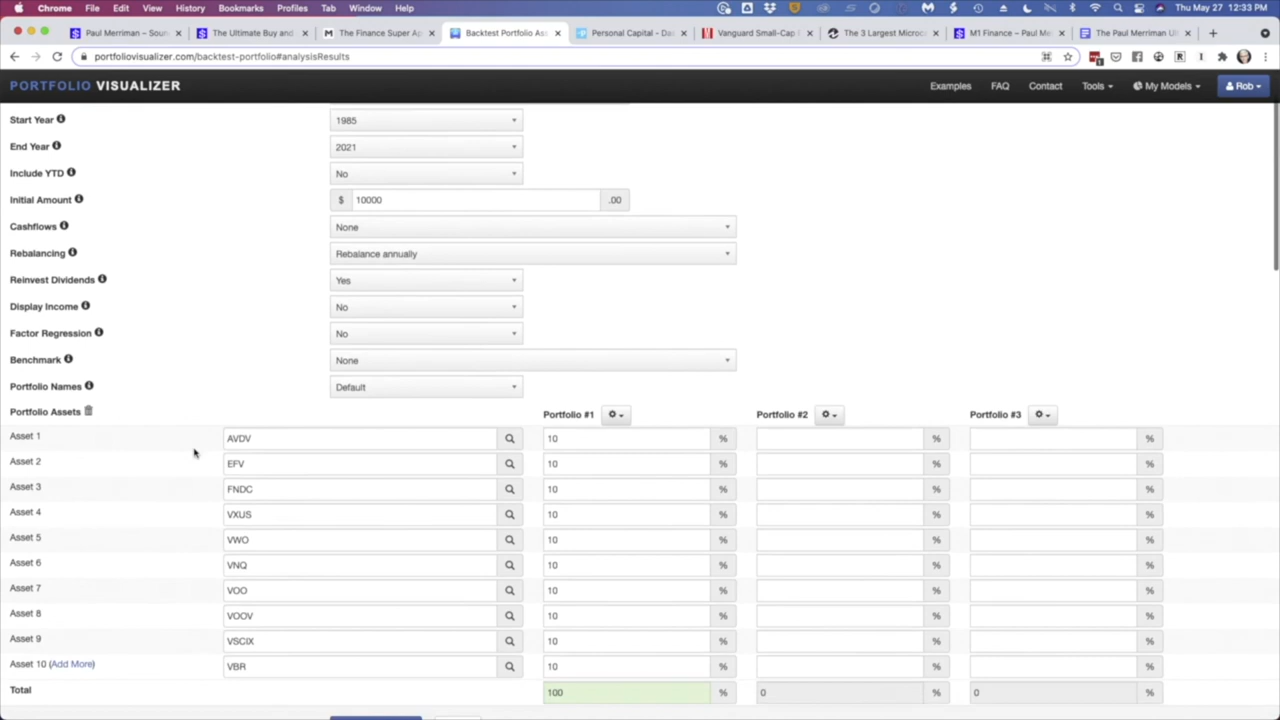 Chrome File Edit View History Bookmarks Profiles Tab Window Help Thu May 27 12:33 PM
Paul Merriman – Soun The Ultimate Buy and The Finance Super Ap Backtest Portfolio Ass Personal Capital - Das Vanguard Small-Cap The 3 Largest Microc M1 Finance – Paul Me The Paul Merriman Ul
portfoliovisualizer.com/backtest-portfolio#analysisResults
PORTFOLIO VISUALIZER Examples FAQ Contact Tools My Models Rob
Start Year 1985
End Year 2021
Include YTD No
Initial Amount $ 10000 .00
Cashflows None
Rebalancing Rebalance annually
Reinvest Dividends Yes
Display Income No
Factor Regression No
Benchmark None
Portfolio Names Default
Portfolio Assets Portfolio #1 Portfolio #2 Portfolio #3
Asset 1 AVDV 10 % % %
Asset 2 EFV 10 % % %
Asset 3 FNDC 10 % % %
Asset 4 VXUS 10 % % %
Asset 5 VWO 10 % % %
Asset 6 VNQ 10 % % %
Asset 7 VOO 10 % % %
Asset 8 VOOV 10 % % %
Asset 9 VSCIX 10 % % %
Asset 10 (Add More) VBR 10 % % %
Total 100 % 0 % 0 %